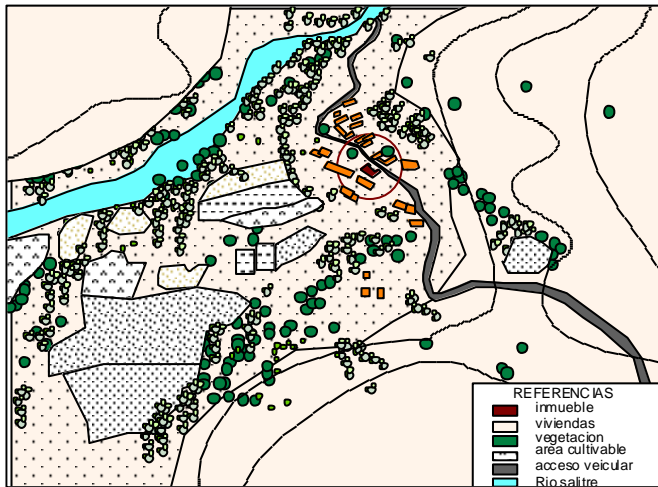 REFERENCIAS
inmueble
viviendas
vegetacion
area cultivable
acceso veicular
Rio salitre